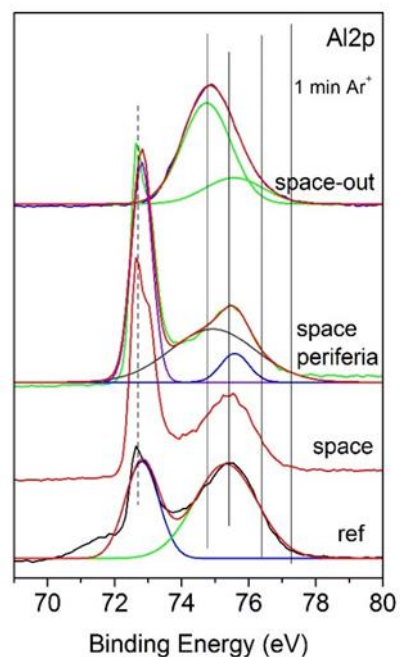 Al2p
1 min Ar⁺
space-out
space
periferia
space
ref
70 72 74 76 78 80
Binding Energy (eV)